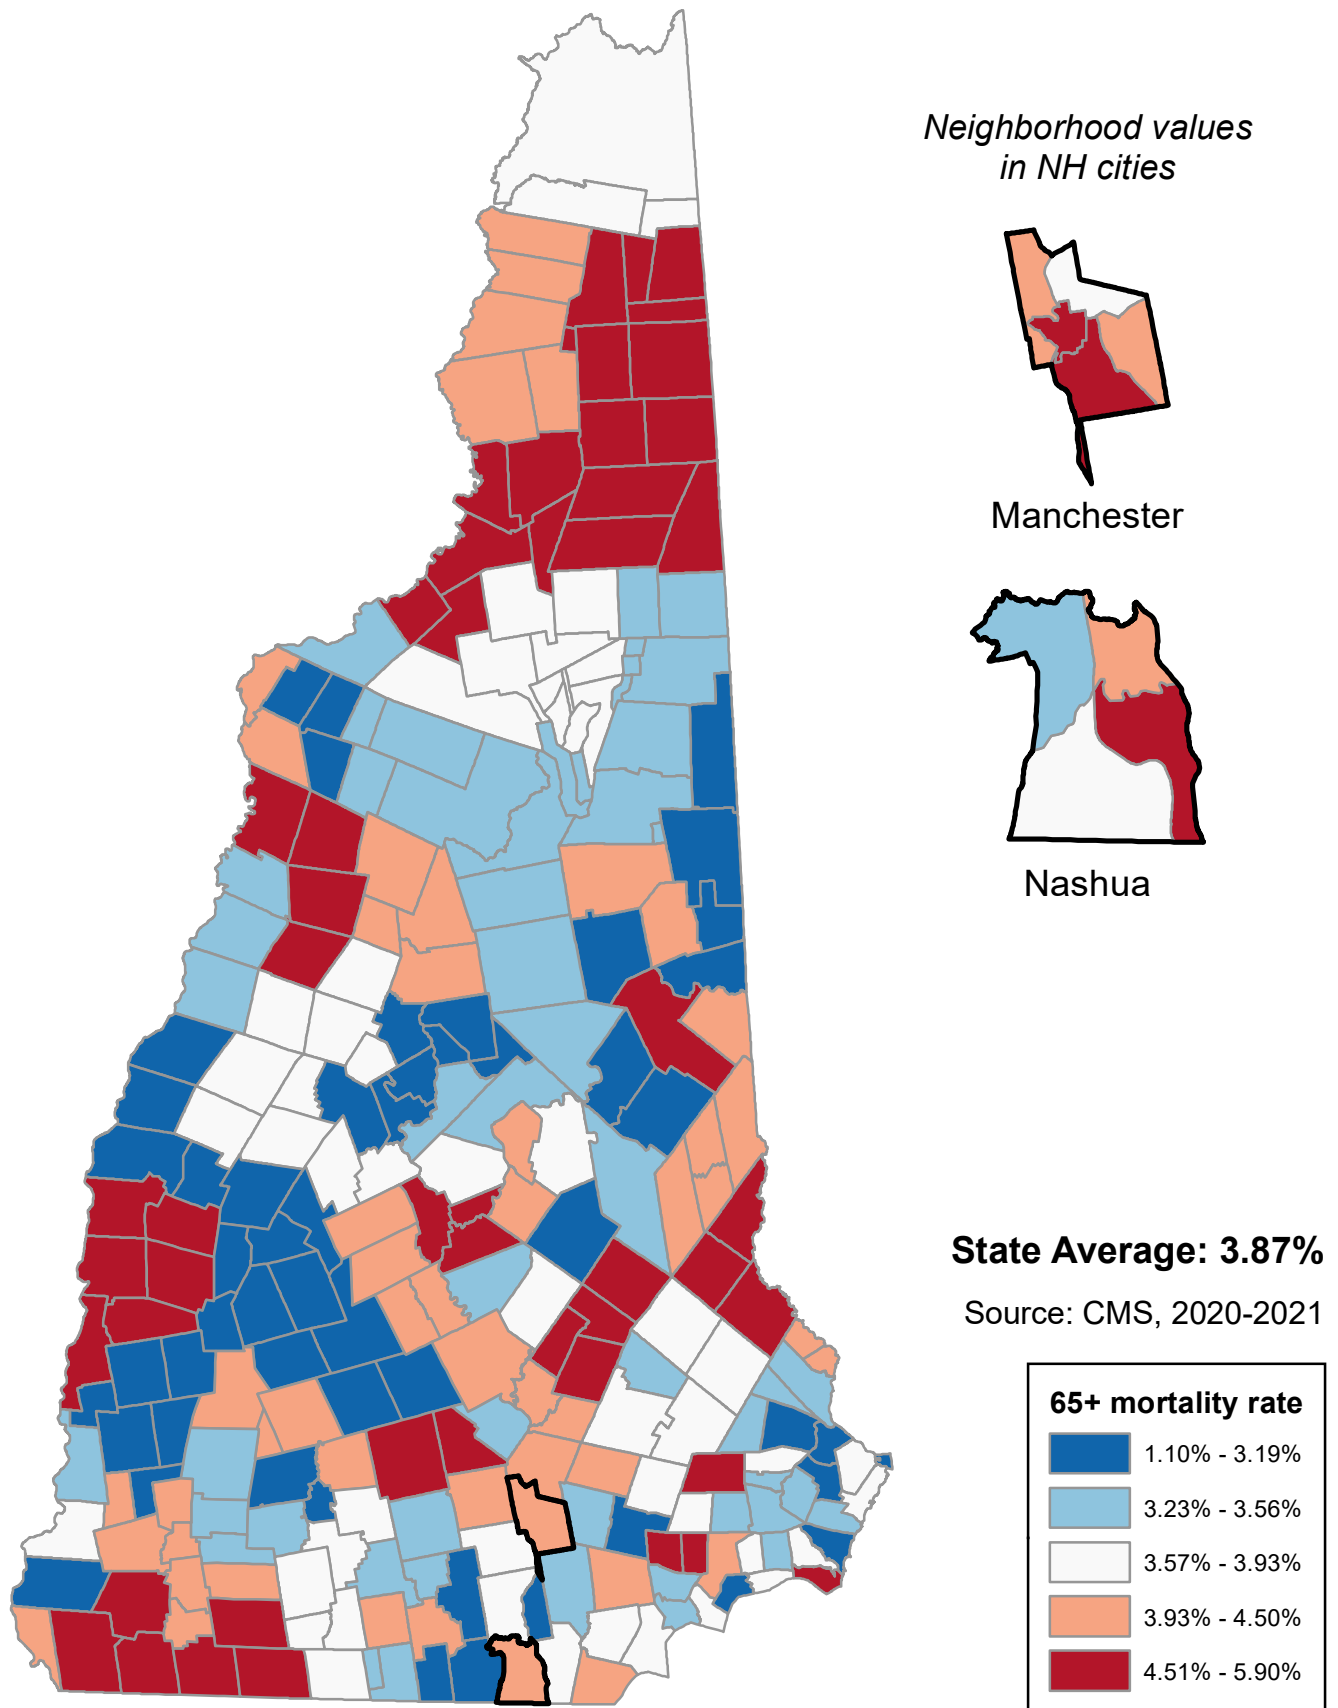 Neighborhood values
in NH cities
Manchester
Nashua
State Average: 3.87%
Source: CMS, 2020-2021
65+ mortality rate
1.10% - 3.19%
3.23% - 3.56%
3.57% - 3.93%
3.93% - 4.50%
4.51% - 5.90%